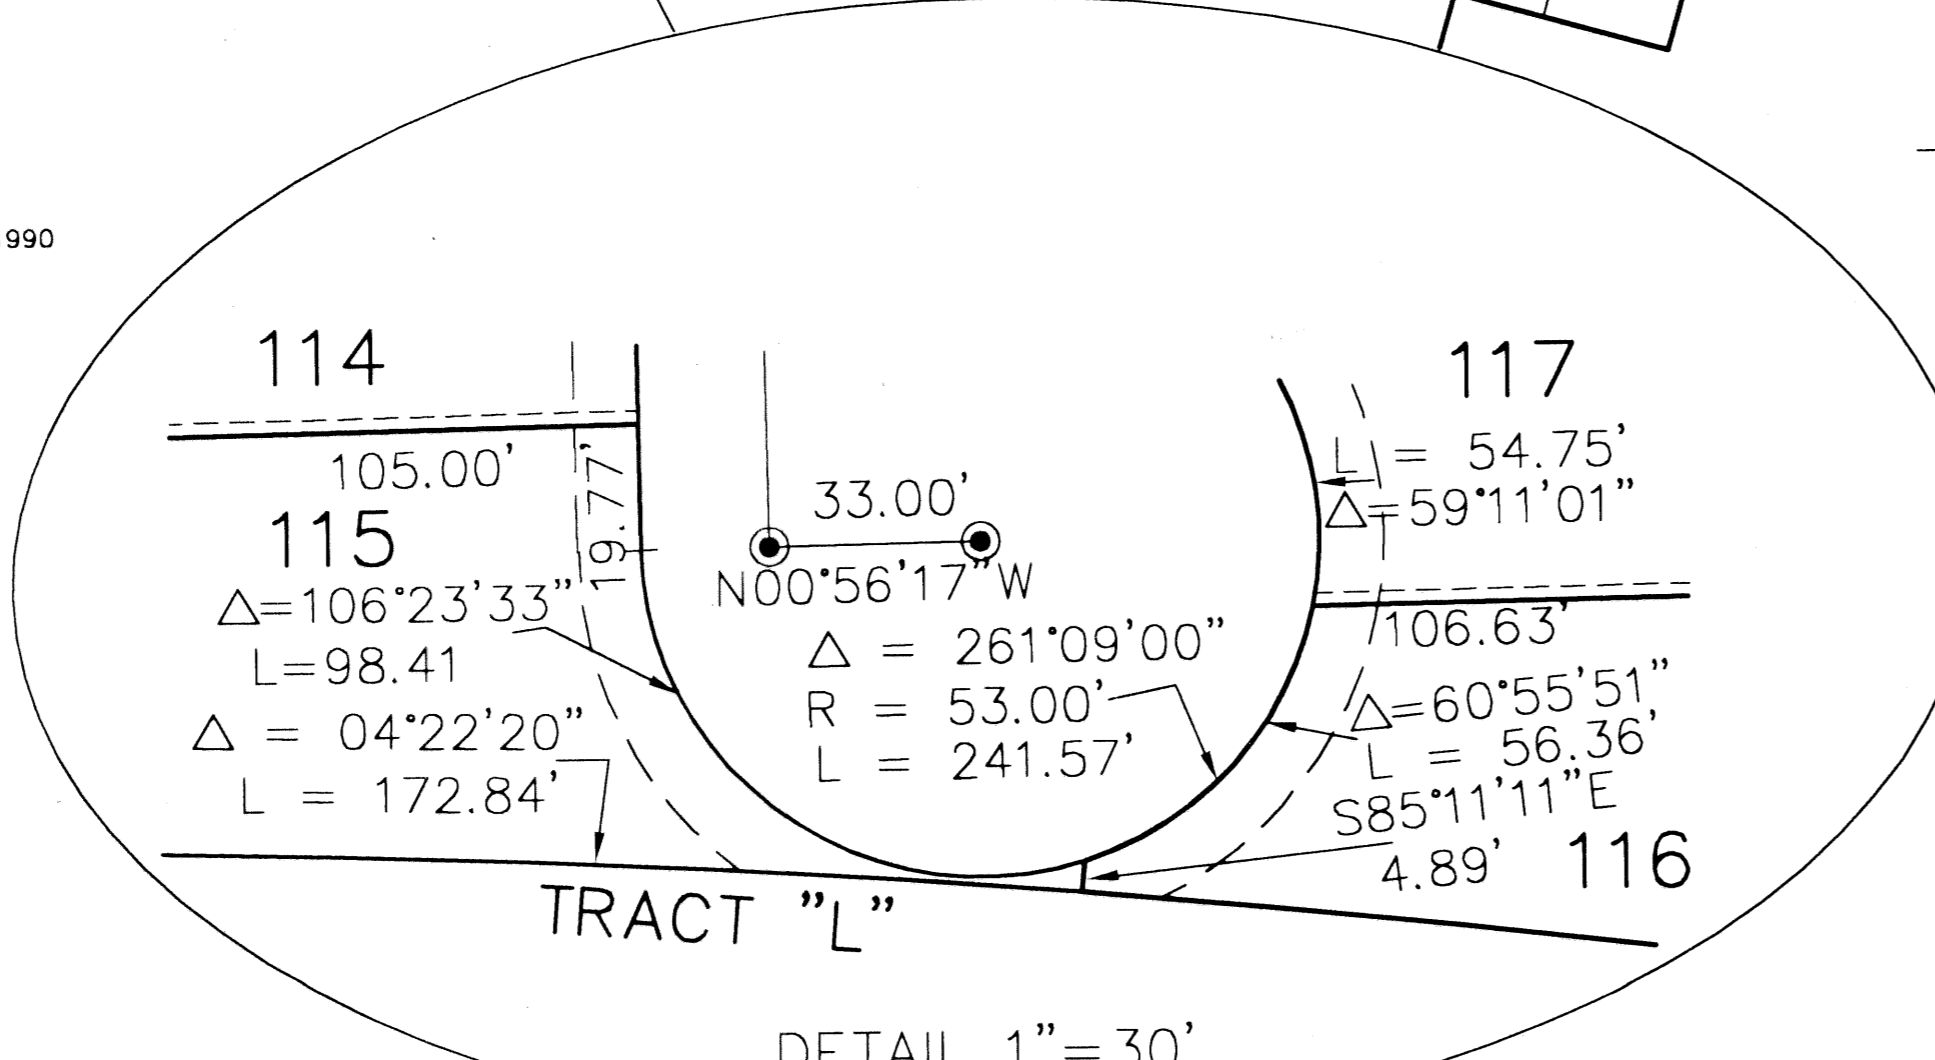 990
114
105.00'
115
19.77'
Δ=106°23'33"
L=98.41
Δ = 04°22'20"
L = 172.84'
33.00'
N00°56'17"W
Δ = 261°09'00"
R = 53.00'
L = 241.57'
117
L = 54.75'
Δ=59°11'01"
106.63'
Δ=60°55'51"
L = 56.36'
S85°11'11"E
4.89'
116
TRACT "L"
DETAIL 1"=30'